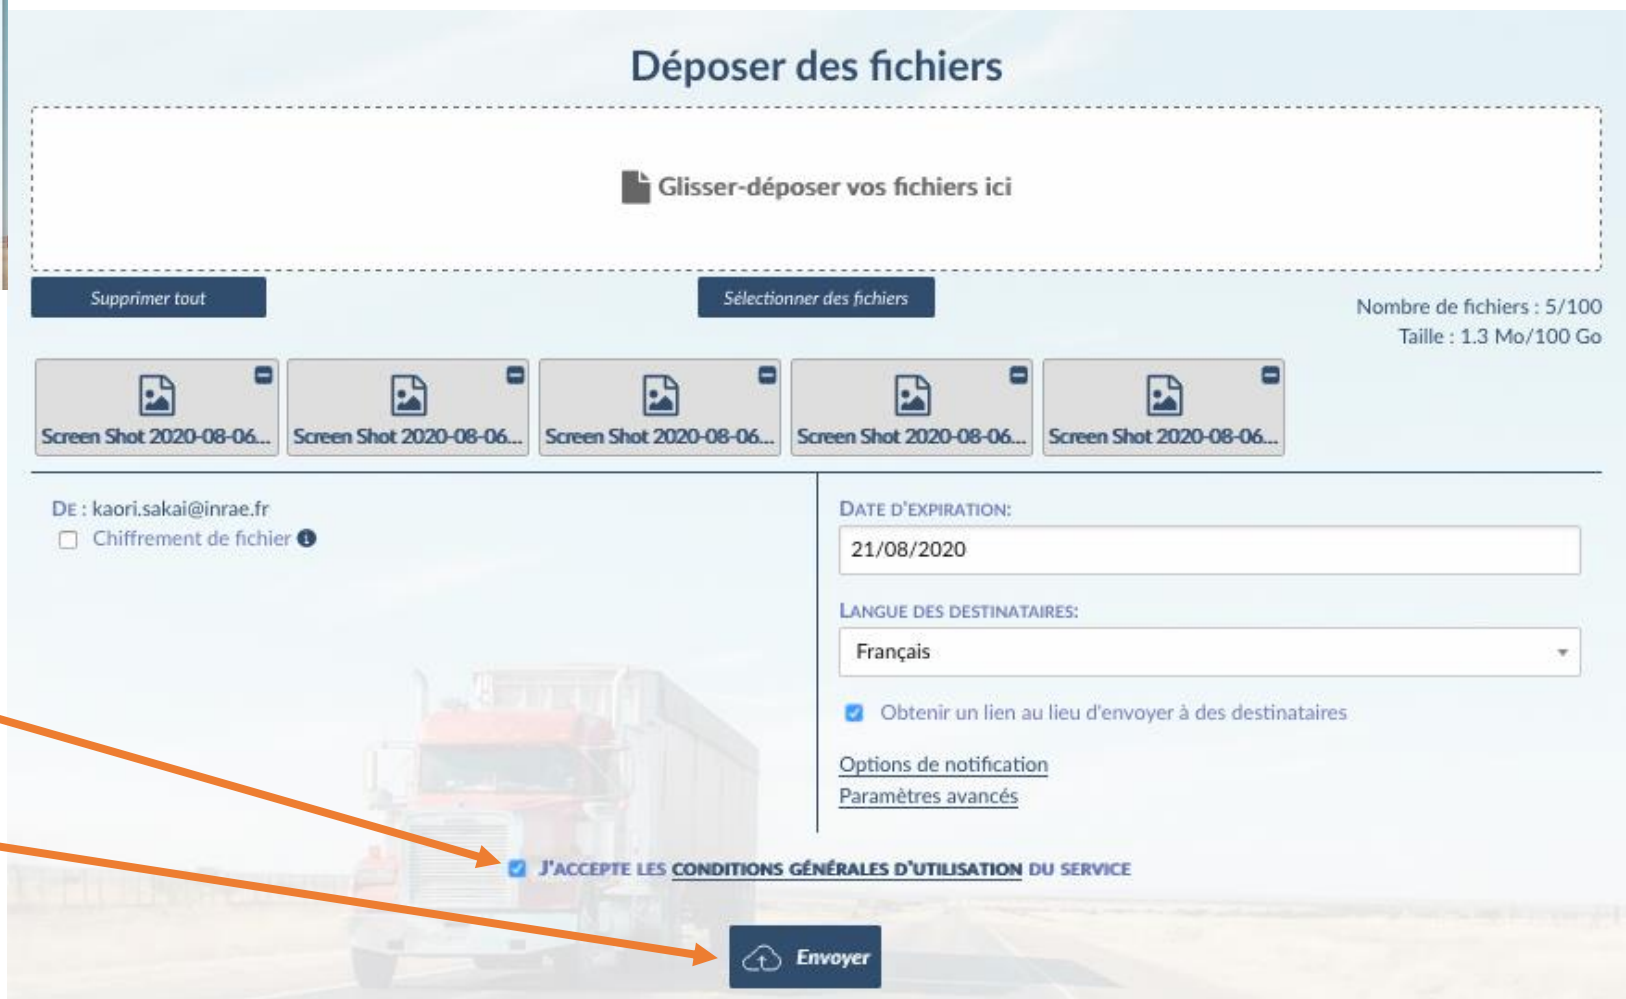 Déposer des fichiers
Glisser-déposer vos fichiers ici
Supprimer tout
Sélectionner des fichiers
Nombre de fichiers : 5/100
Taille : 1.3 Mo/100 Go
Screen Shot 2020-08-06...
Screen Shot 2020-08-06...
Screen Shot 2020-08-06...
Screen Shot 2020-08-06...
Screen Shot 2020-08-06...
DE : kaori.sakai@inrae.fr
Chiffrement de fichier
DATE D'EXPIRATION:
21/08/2020
LANGUE DES DESTINATAIRES:
Français
Obtenir un lien au lieu d'envoyer à des destinataires
Options de notification
Paramètres avancés
J'ACCEPTE LES CONDITIONS GÉNÉRALES D'UTILISATION DU SERVICE
Envoyer